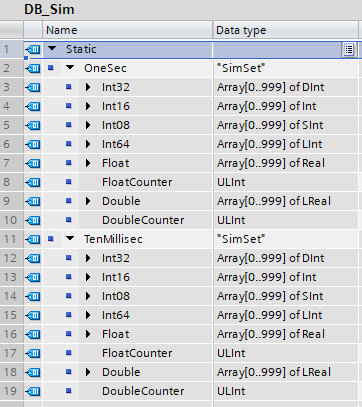 DB_Sim
Name Data type
1 Static
2 OneSec "SimSet"
3 Int32 Array[0..999] of DInt
4 Int16 Array[0..999] of Int
5 Int08 Array[0..999] of SInt
6 Int64 Array[0..999] of LInt
7 Float Array[0..999] of Real
8 FloatCounter ULInt
9 Double Array[0..999] of LReal
10 DoubleCounter ULInt
11 TenMillisec "SimSet"
12 Int32 Array[0..999] of DInt
13 Int16 Array[0..999] of Int
14 Int08 Array[0..999] of SInt
15 Int64 Array[0..999] of LInt
16 Float Array[0..999] of Real
17 FloatCounter ULInt
18 Double Array[0..999] of LReal
19 DoubleCounter ULInt